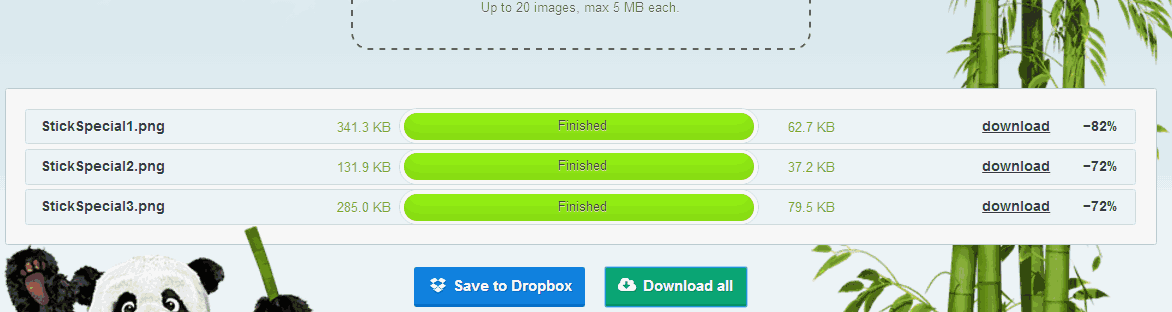 Up to 20 images, max 5 MB each.
StickSpecial1.png 341.3 KB Finished 62.7 KB download −82%
StickSpecial2.png 131.9 KB Finished 37.2 KB download −72%
StickSpecial3.png 285.0 KB Finished 79.5 KB download −72%
Save to Dropbox Download all